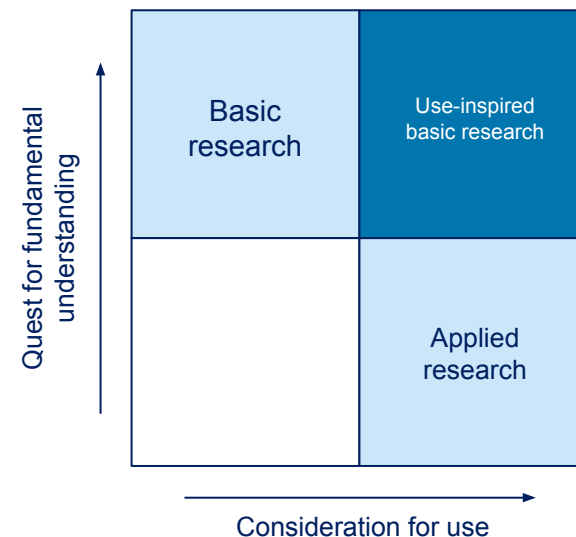 Quest for fundamental
understanding
Basic
research
Use-inspired
basic research
Applied
research
Consideration for use